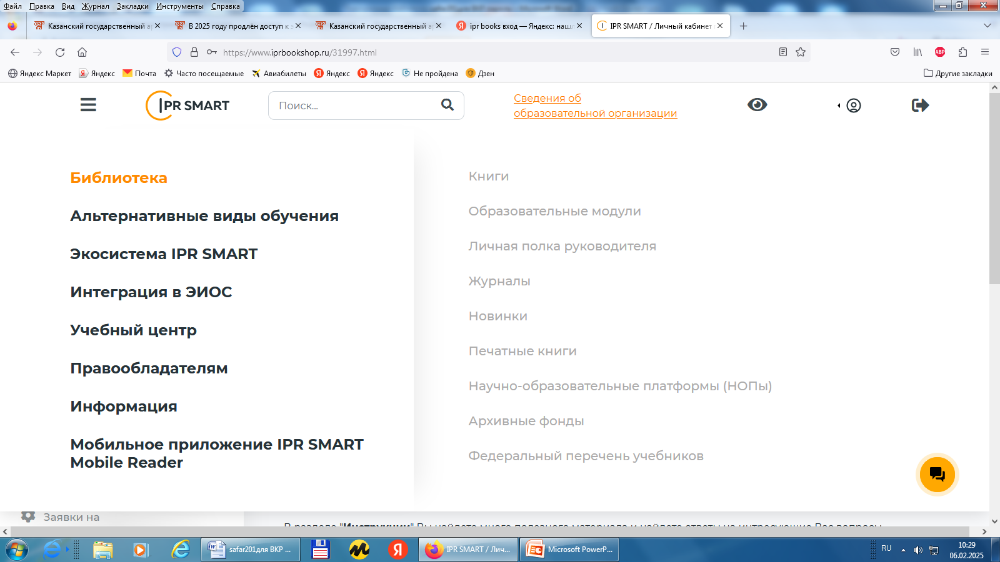 Файл Правка Вид Журнал Закладки Инструменты Справка
Казанский государственный а
В 2025 году продлён доступ к э
Казанский государственный а
ipr books вход — Яндекс: наш
IPR SMART / Личный кабинет
https://www.iprbookshop.ru/31997.html
ABP
Яндекс Маркет Яндекс Почта Часто посещаемые Авиабилеты Яндекс Яндекс Не пройдена Дзен Другие закладки
IPR SMART
Поиск...
Сведения об
образовательной организации
Библиотека
Альтернативные виды обучения
Экосистема IPR SMART
Интеграция в ЭИОС
Учебный центр
Правообладателям
Информация
Мобильное приложение IPR SMART
Mobile Reader
Книги
Образовательные модули
Личная полка руководителя
Журналы
Новинки
Печатные книги
Научно-образовательные платформы (НОПы)
Архивные фонды
Федеральный перечень учебников
Заявки на
В разделе "Инструкции" Вы найдете много полезного материала и найдете ответы на интересующие Вас вопросы
safar201для ВКР ...
IPR SMART / Лич...
Microsoft PowerP...
RU
10:29
06.02.2025